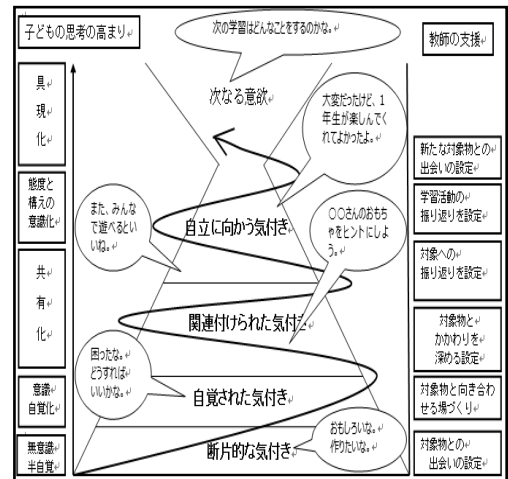 子どもの思考の高まり
次の学習はどんなことをするのかな。
教師の支援
具
現
化
次なる意欲
大変だったけど、1
年生が楽しんでく
れてよかったよ。
新たな対象物との
出会いの設定
態度と
構えの
意識化
学習活動の
振り返りを設定
また、みんな
で遊べるとい
いね。
自立に向かう気付き
〇〇さんのおもち
ゃをヒントにしよ
う。
対象への
振り返りを設定
共
有
化
関連付けられた気付き
対象物と
かかわりを
深める設定
困ったな。
どうすれば
いいかな。
意識
自覚化
自覚された気付き
対象物と向き合わ
せる場づくり
無意識
半自覚
断片的な気付き
おもしろいな。
作りたいな。
対象物との
出会いの設定